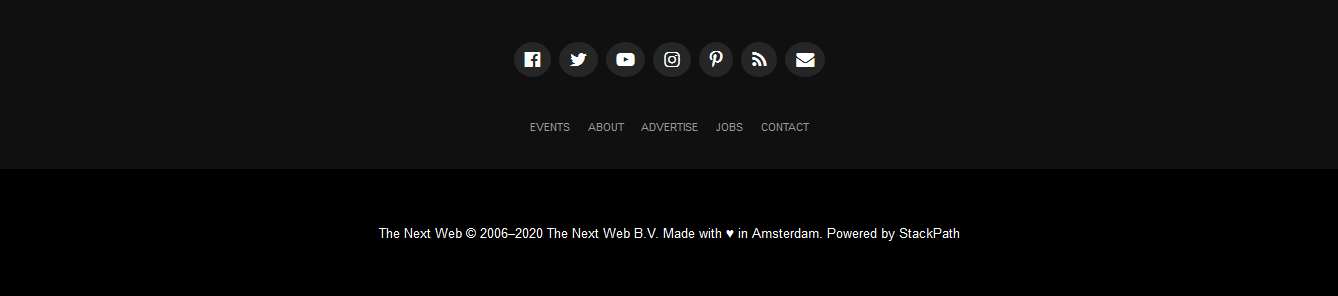 EVENTS ABOUT ADVERTISE JOBS CONTACT
The Next Web © 2006–2020 The Next Web B.V. Made with ♥ in Amsterdam. Powered by StackPath